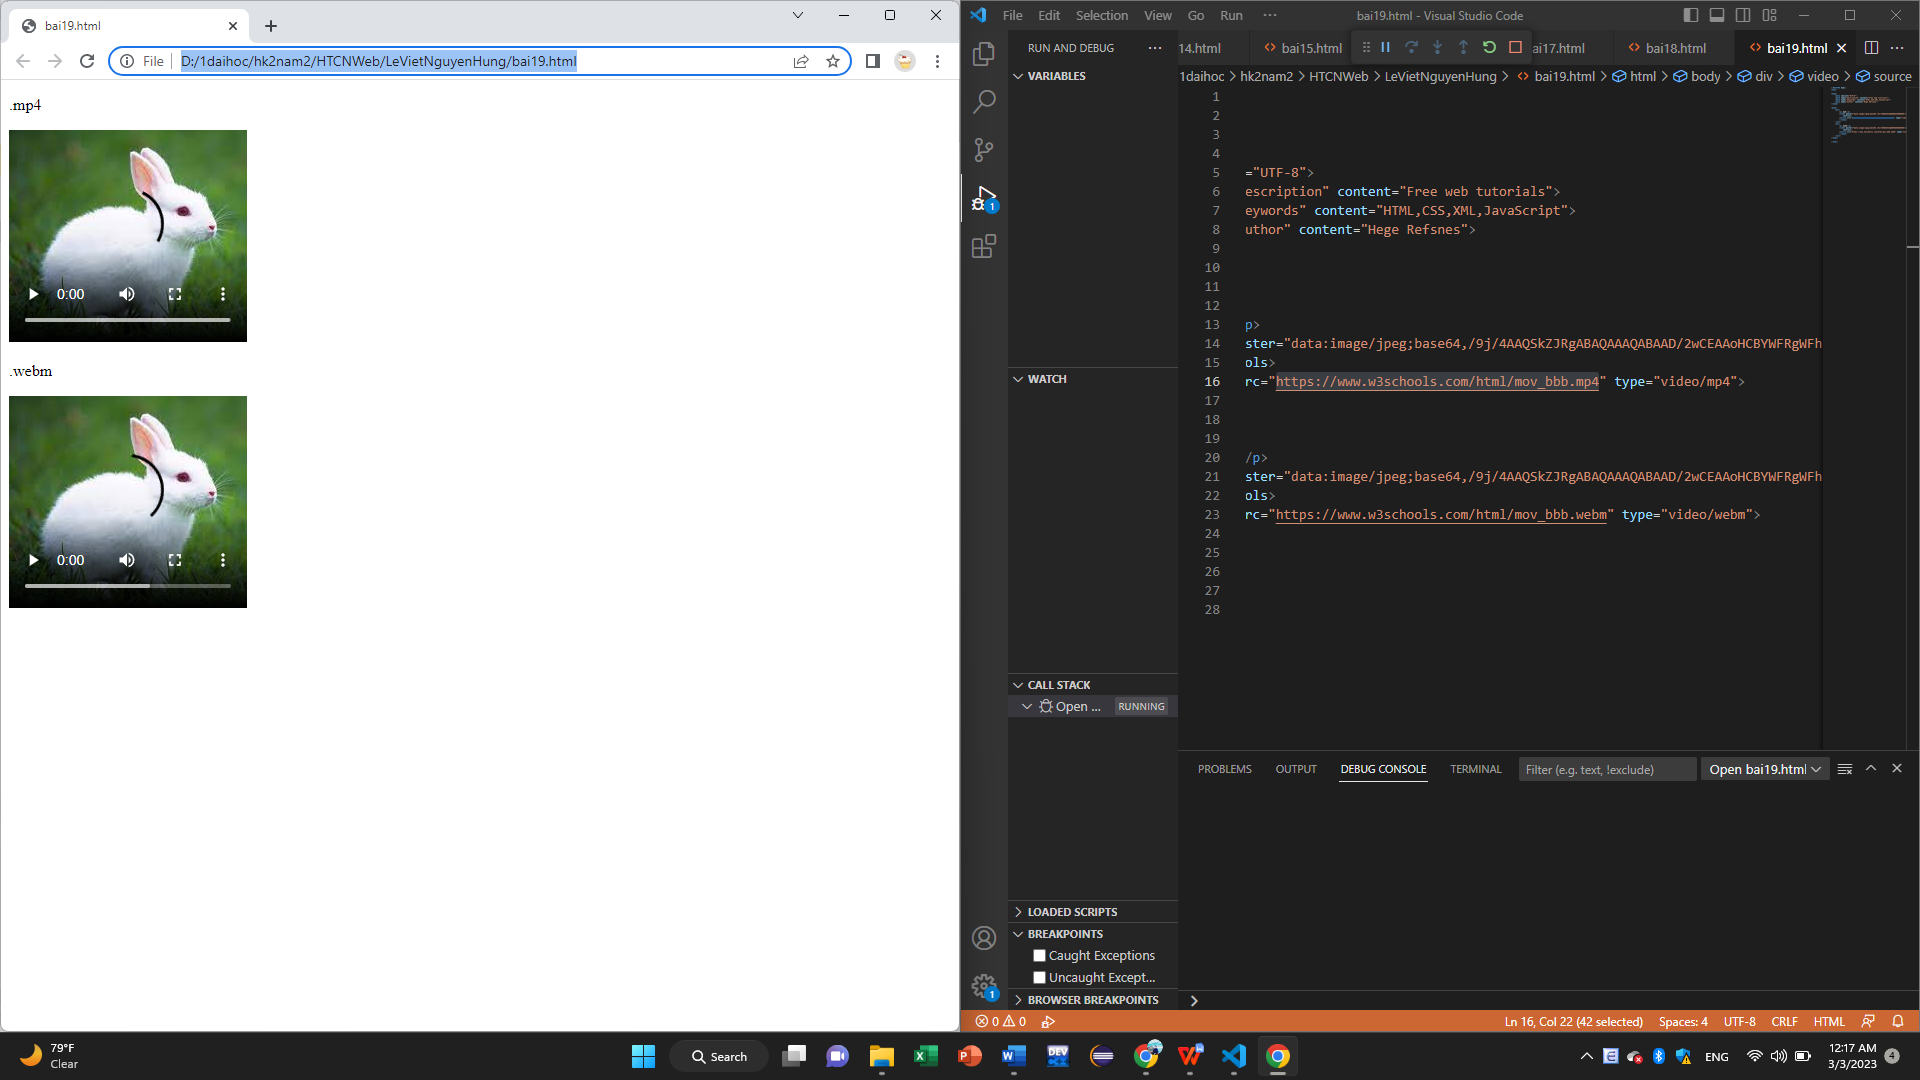 bai19.html
File D:/1daihoc/hk2nam2/HTCNWeb/LeVietNguyenHung/bai19.html
.mp4
0:00
.webm
0:00
File Edit Selection View Go Run ··· bai19.html - Visual Studio Code
RUN AND DEBUG ···
VARIABLES
WATCH
CALL STACK
Open ... RUNNING
LOADED SCRIPTS
BREAKPOINTS
Caught Exceptions
Uncaught Except...
BROWSER BREAKPOINTS
14.html bai15.html ai17.html bai18.html bai19.html ···
1daihoc > hk2nam2 > HTCNWeb > LeVietNguyenHung > bai19.html > html > body > div > video > source
1
2
3
4
5 ="UTF-8">
6 escription" content="Free web tutorials">
7 eywords" content="HTML,CSS,XML,JavaScript">
8 uthor" content="Hege Refsnes">
9
10
11
12
13 p>
14 ster="data:image/jpeg;base64,/9j/4AAQSkZJRgABAQAAAQABAAD/2wCEAAoHCBYWFRgWFh
15 ols>
16 rc="https://www.w3schools.com/html/mov_bbb.mp4" type="video/mp4">
17
18
19
20 /p>
21 ster="data:image/jpeg;base64,/9j/4AAQSkZJRgABAQAAAQABAAD/2wCEAAoHCBYWFRgWFh
22 ols>
23 rc="https://www.w3schools.com/html/mov_bbb.webm" type="video/webm">
24
25
26
27
28
PROBLEMS OUTPUT DEBUG CONSOLE TERMINAL Filter (e.g. text, !exclude) Open bai19.html
0 0 Ln 16, Col 22 (42 selected) Spaces: 4 UTF-8 CRLF HTML
1
1
79°F
Clear
Search
DEV
ENG
12:17 AM
3/3/2023
4